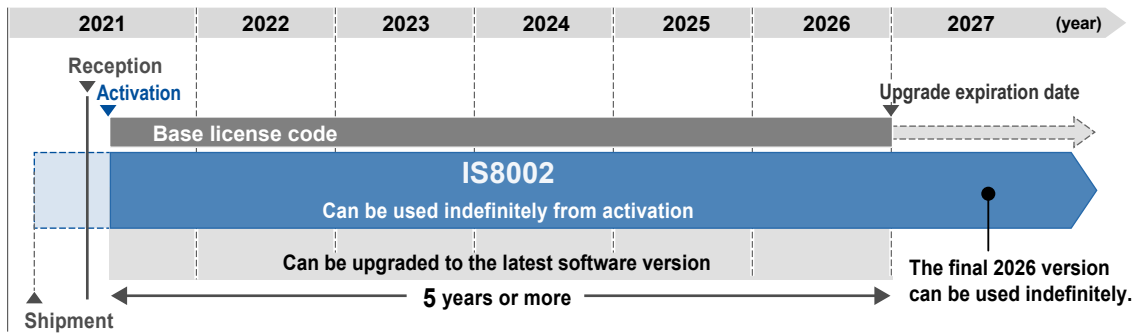 2021 2022 2023 2024 2025 2026 2027 (year)
Reception
Activation
Upgrade expiration date
Base license code
IS8002
Can be used indefinitely from activation
Can be upgraded to the latest software version
The final 2026 version
can be used indefinitely.
5 years or more
Shipment